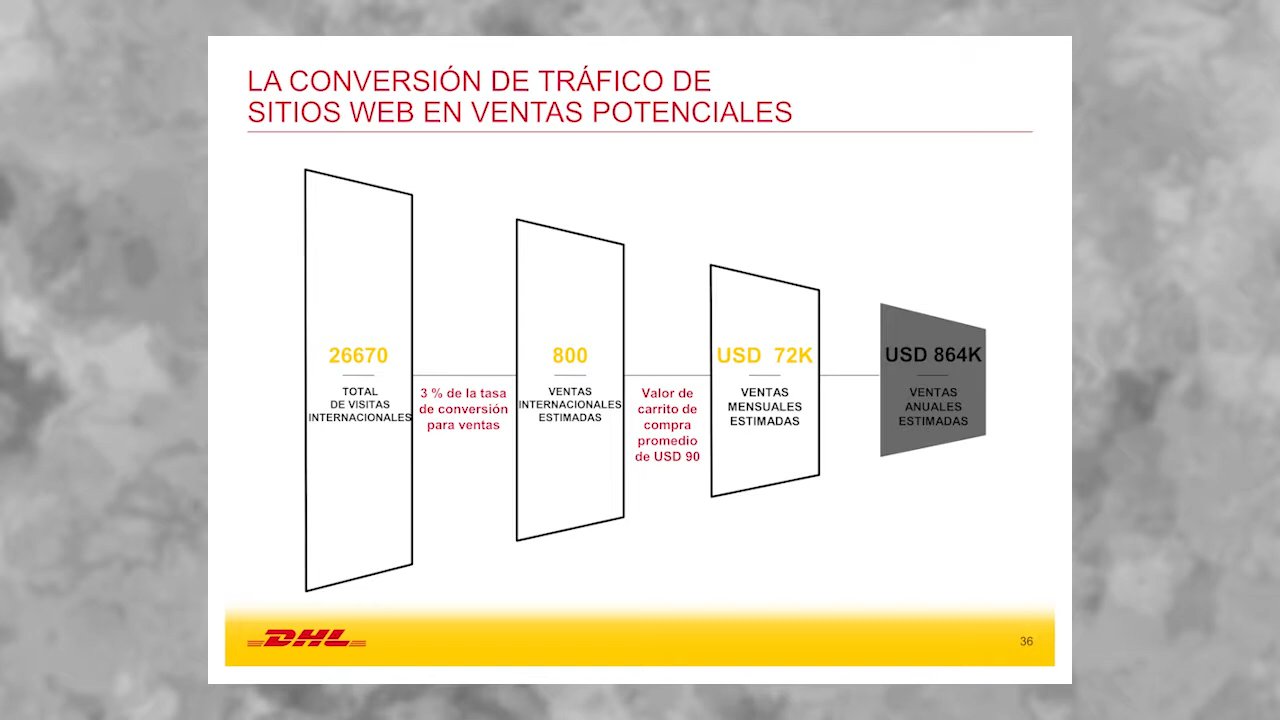 LA CONVERSIÓN DE TRÁFICO DE
SITIOS WEB EN VENTAS POTENCIALES
26670
TOTAL
DE VISITAS
INTERNACIONALES
3 % de la tasa
de conversión
para ventas
800
VENTAS
INTERNACIONALES
ESTIMADAS
Valor de
carrito de
compra
promedio
de USD 90
USD 72K
VENTAS
MENSUALES
ESTIMADAS
USD 864K
VENTAS
ANUALES
ESTIMADAS
DHL
36